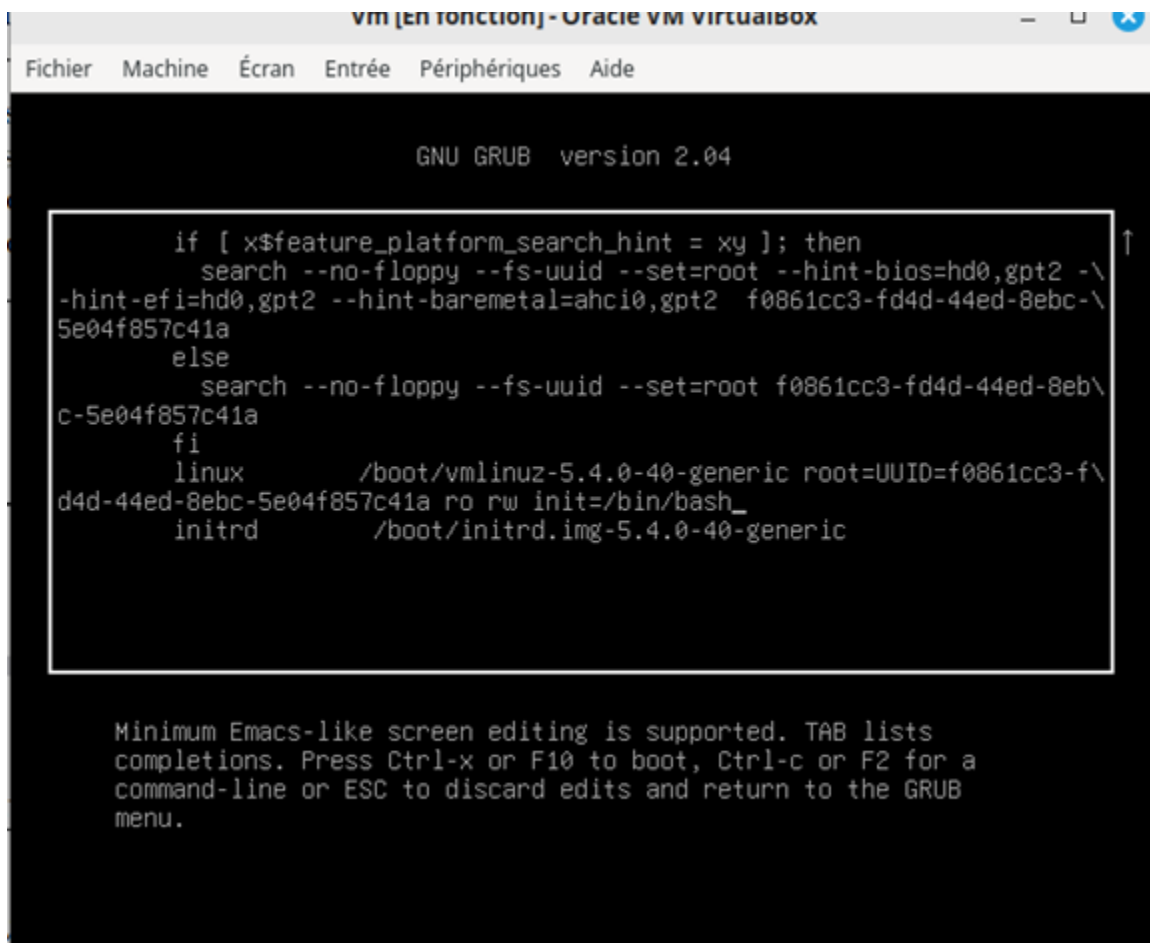 Vm [En fonction] - Oracle VM VirtualBox
Fichier Machine Écran Entrée Périphériques Aide
GNU GRUB version 2.04
if [ x$feature_platform_search_hint = xy ]; then
search --no-floppy --fs-uuid --set=root --hint-bios=hd0,gpt2 -\
-hint-efi=hd0,gpt2 --hint-baremetal=ahci0,gpt2 f0861cc3-fd4d-44ed-8ebc-\
5e04f857c41a
else
search --no-floppy --fs-uuid --set=root f0861cc3-fd4d-44ed-8eb\
c-5e04f857c41a
fi
linux /boot/vmlinuz-5.4.0-40-generic root=UUID=f0861cc3-f\
d4d-44ed-8ebc-5e04f857c41a ro rw init=/bin/bash_
initrd /boot/initrd.img-5.4.0-40-generic
Minimum Emacs-like screen editing is supported. TAB lists
completions. Press Ctrl-x or F10 to boot, Ctrl-c or F2 for a
command-line or ESC to discard edits and return to the GRUB
menu.